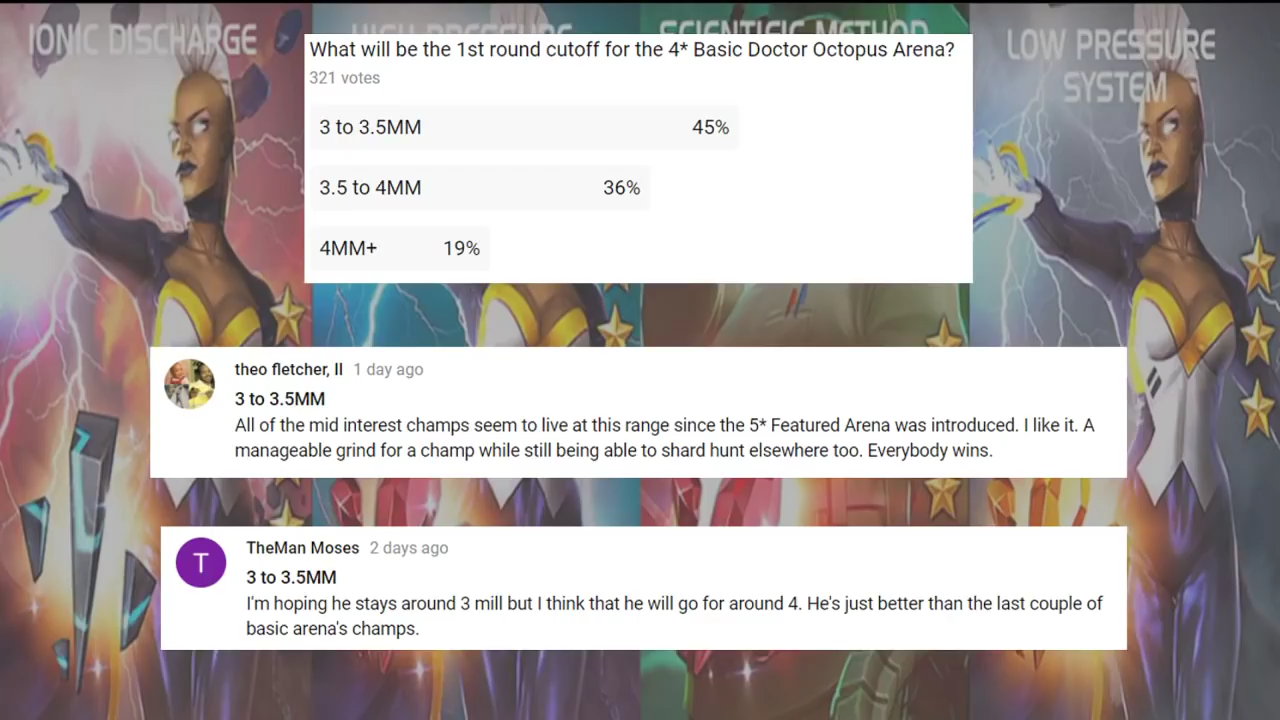 IONIC DISCHARGE
HIGH PRESSURE
SCIENTIFIC METHOD
LOW PRESSURE
SYSTEM
What will be the 1st round cutoff for the 4* Basic Doctor Octopus Arena?
321 votes
3 to 3.5MM 45%
3.5 to 4MM 36%
4MM+ 19%
theo fletcher, II 1 day ago
3 to 3.5MM
All of the mid interest champs seem to live at this range since the 5* Featured Arena was introduced. I like it. A
manageable grind for a champ while still being able to shard hunt elsewhere too. Everybody wins.
T
TheMan Moses 2 days ago
3 to 3.5MM
I'm hoping he stays around 3 mill but I think that he will go for around 4. He's just better than the last couple of
basic arena's champs.